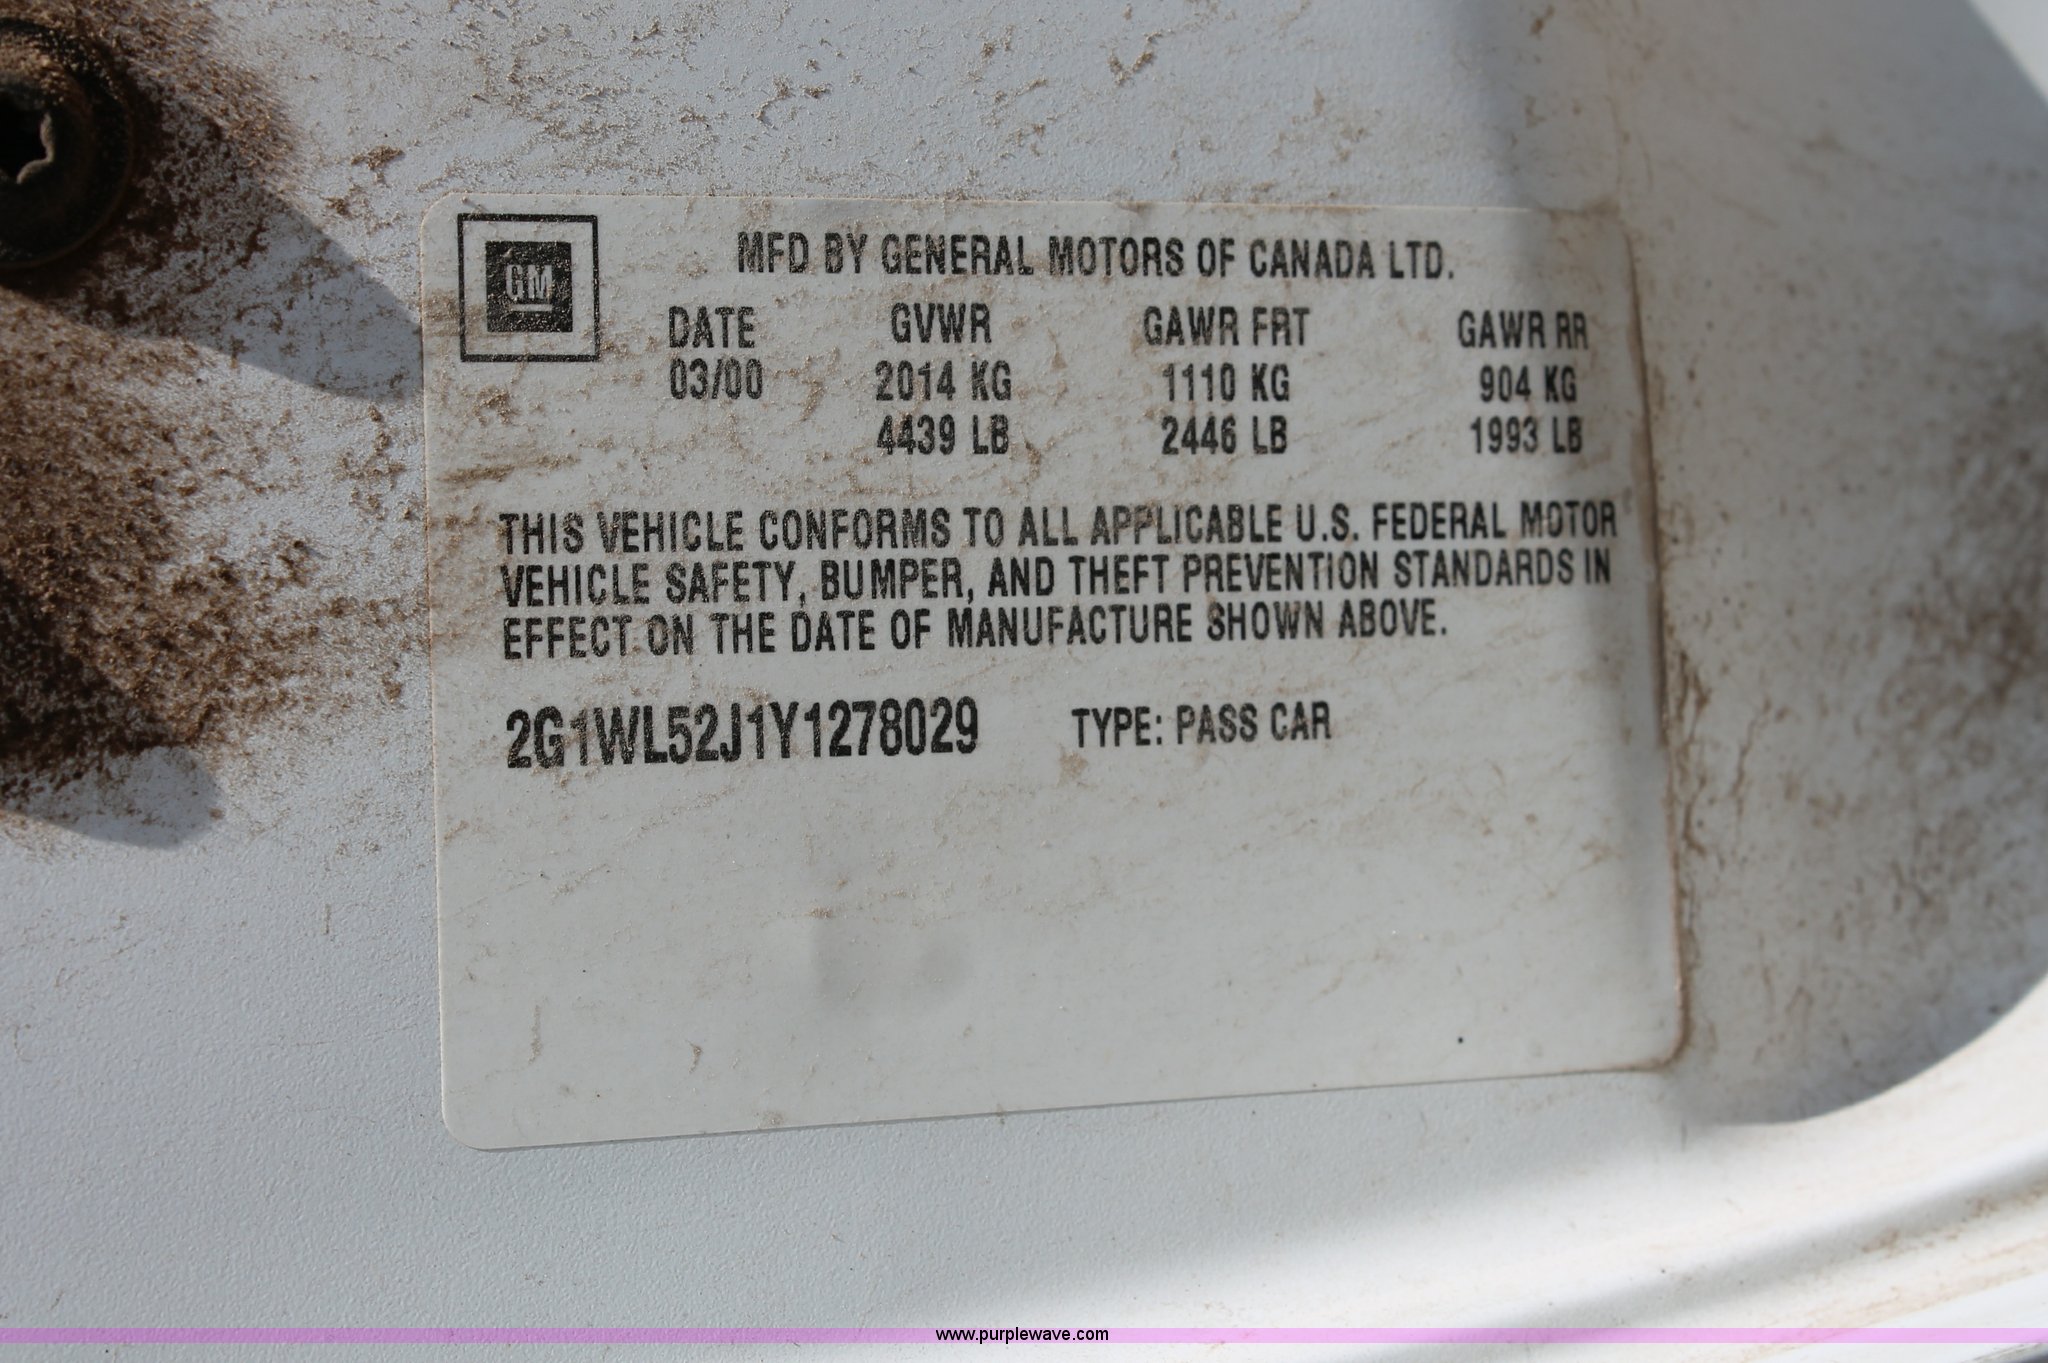 GM
MFD BY GENERAL MOTORS OF CANADA LTD.
DATE GVWR GAWR FRT GAWR RR
03/00 2014 KG 1110 KG 904 KG
4439 LB 2446 LB 1993 LB
THIS VEHICLE CONFORMS TO ALL APPLICABLE U.S. FEDERAL MOTOR
VEHICLE SAFETY, BUMPER, AND THEFT PREVENTION STANDARDS IN
EFFECT ON THE DATE OF MANUFACTURE SHOWN ABOVE.
2G1WL52J1Y1278029 TYPE: PASS CAR
www.purplewave.com